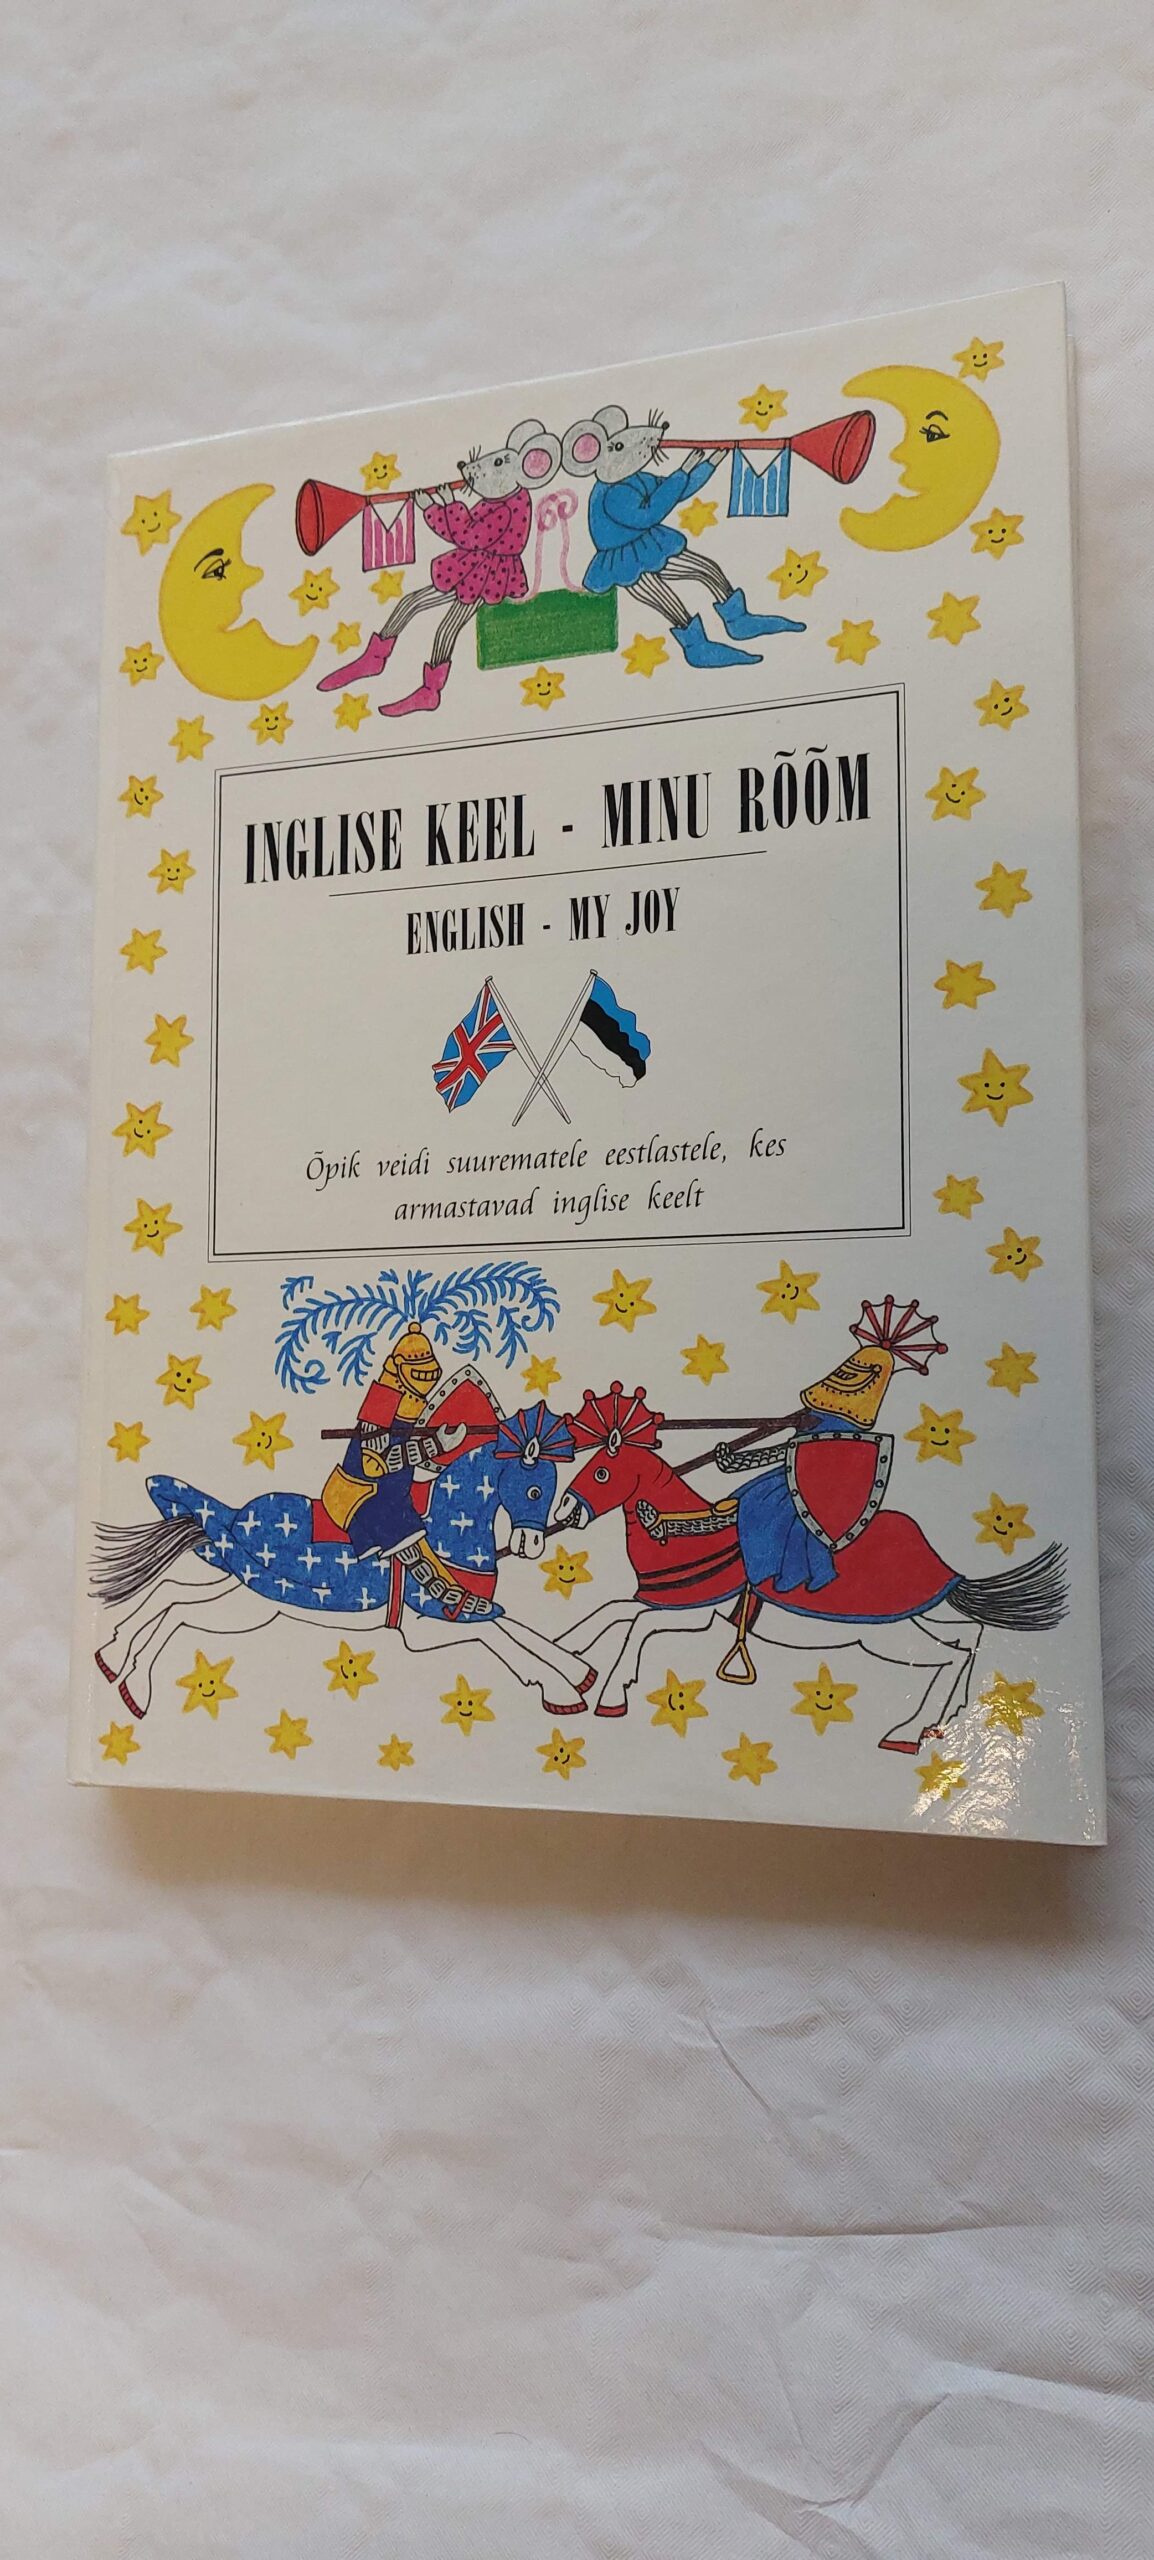 INGLISE KEEL - MINU RÕÕM
ENGLISH - MY JOY
Õpik veidi suurematele eestlastele, kes
armastavad inglise keelt